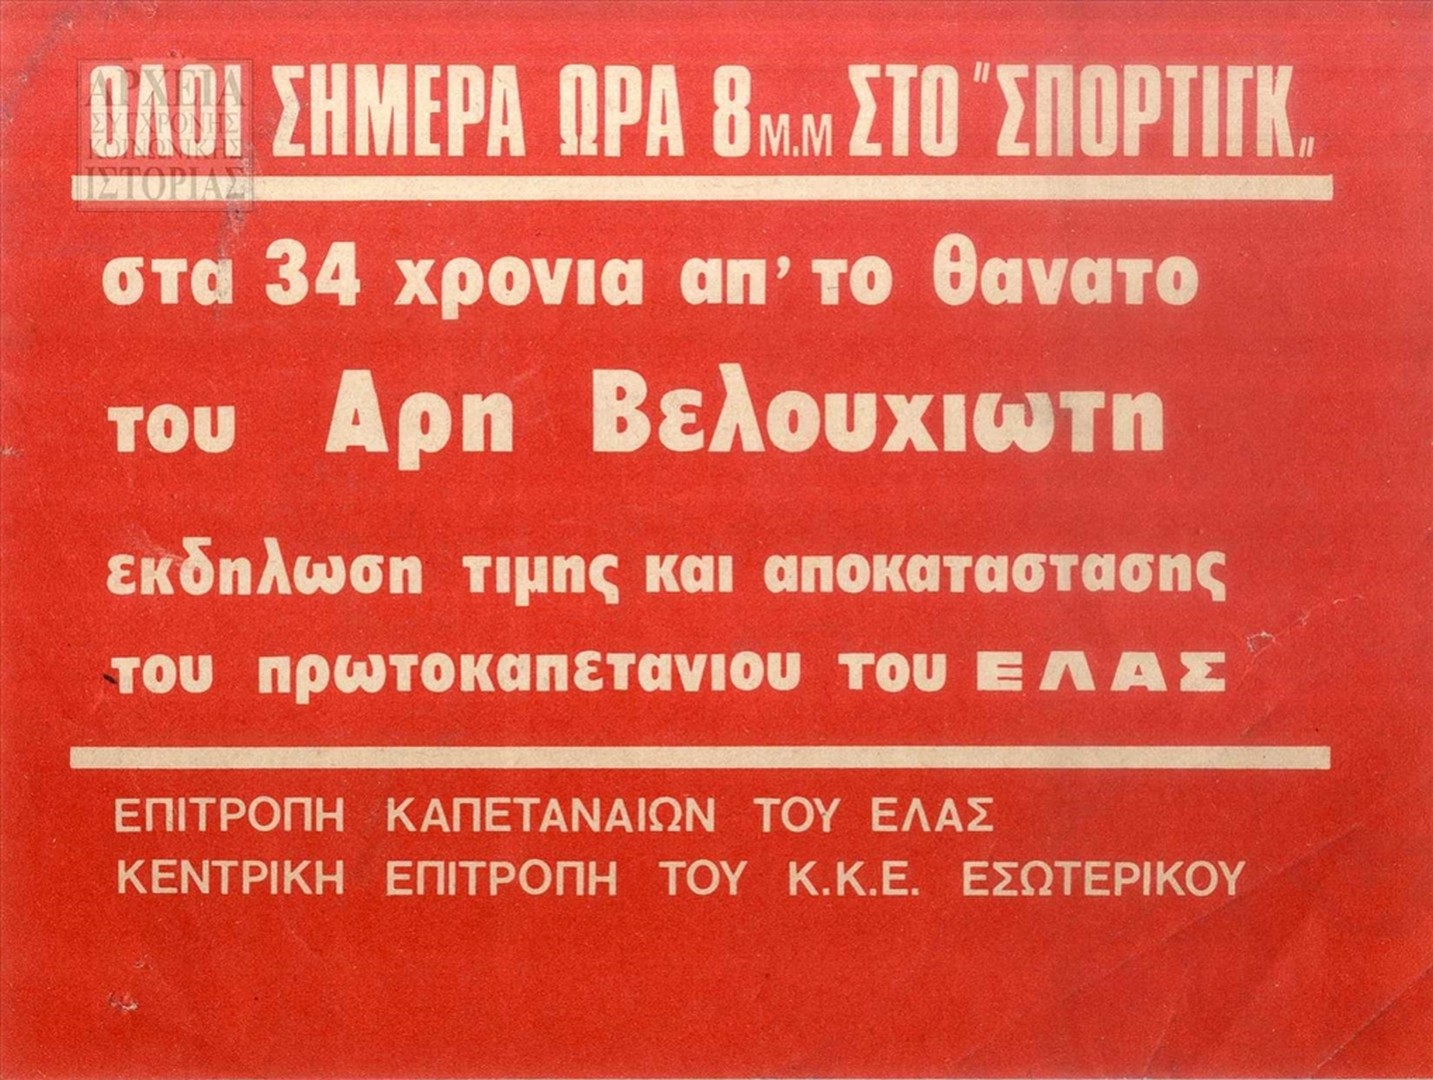 ΟΛΟΙ ΣΗΜΕΡΑ ΩΡΑ 8 Μ.Μ ΣΤΟ "ΣΠΟΡΤΙΓΚ„
στα 34 χρονια απ' το θανατο
του Αρη Βελουχιωτη
εκδηλωση τιμης και αποκαταστασης
του πρωτοκαπετανιου του ΕΛΑΣ
ΕΠΙΤΡΟΠΗ ΚΑΠΕΤΑΝΑΙΩΝ ΤΟΥ ΕΛΑΣ
ΚΕΝΤΡΙΚΗ ΕΠΙΤΡΟΠΗ ΤΟΥ Κ.Κ.Ε. ΕΣΩΤΕΡΙΚΟΥ
ΑΡΧΕΙΑ
ΣΥΓΧΡΟΝΗΣ
ΚΟΙΝΩΝΙΚΗΣ
ΙΣΤΟΡΙΑΣ